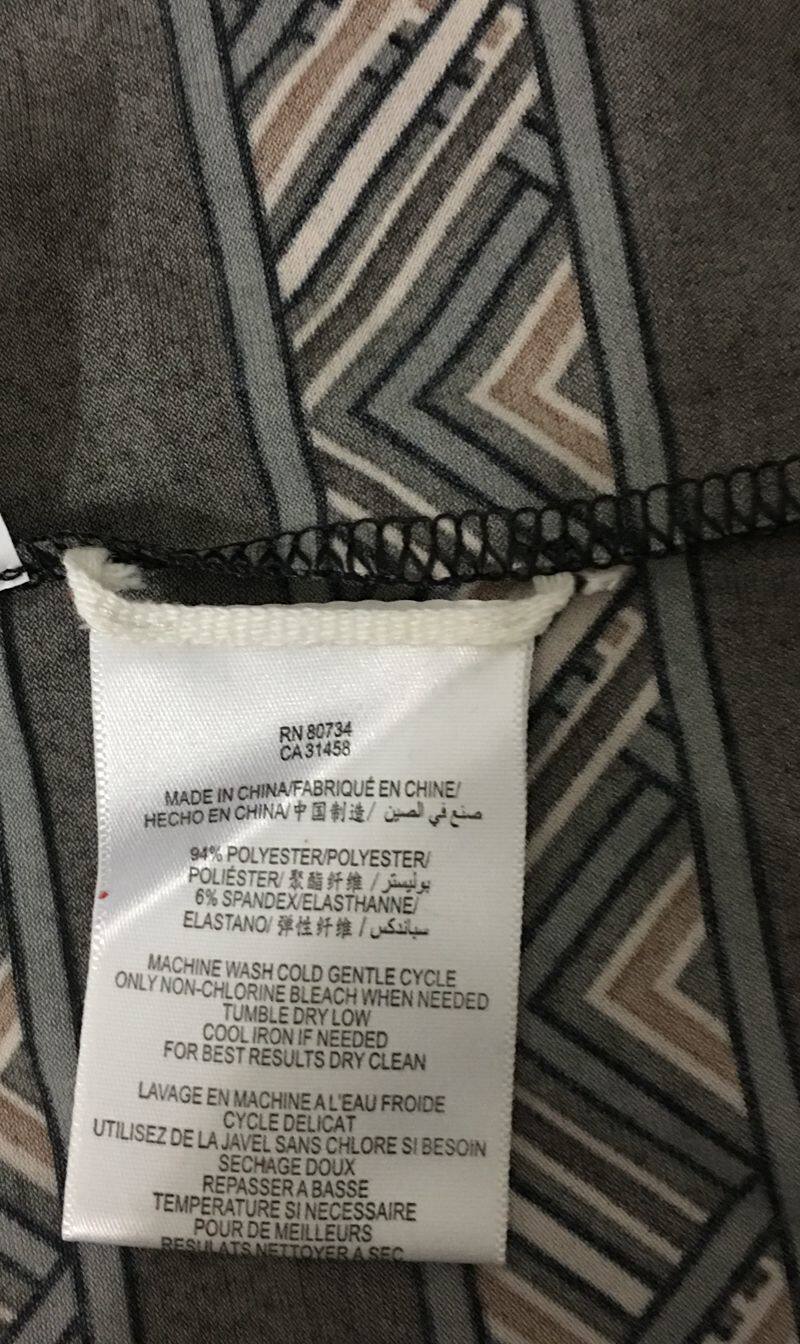 RN 80734
CA 31458
MADE IN CHINA/FABRIQUÉ EN CHINE/
HECHO EN CHINA/中国制造/ صنع في الصين
94% POLYESTER/POLYESTER/
POLIÉSTER/ 聚酯纤维 / بوليستر
6% SPANDEX/ELASTHANNE/
ELASTANO/ 弹性纤维 / سباندكس
MACHINE WASH COLD GENTLE CYCLE
ONLY NON-CHLORINE BLEACH WHEN NEEDED
TUMBLE DRY LOW
COOL IRON IF NEEDED
FOR BEST RESULTS DRY CLEAN
LAVAGE EN MACHINE A L'EAU FROIDE
CYCLE DELICAT
UTILISEZ DE LA JAVEL SANS CHLORE SI BESOIN
SECHAGE DOUX
REPASSER A BASSE
TEMPERATURE SI NECESSAIRE
POUR DE MEILLEURS
RESULATS NETTOYER A SEC